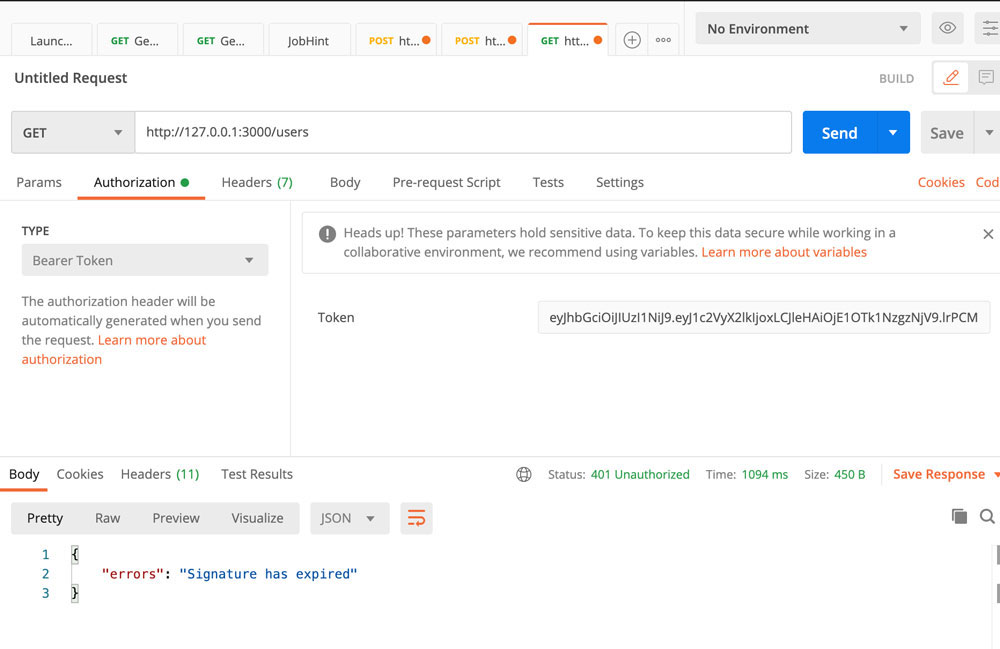 Launc...
GET Ge...
GET Ge...
JobHint
POST ht...
POST ht...
GET htt...
No Environment
Untitled Request
BUILD
GET
http://127.0.0.1:3000/users
Send
Save
Params
Authorization
Headers (7)
Body
Pre-request Script
Tests
Settings
Cookies
Cod
TYPE
Bearer Token
The authorization header will be
automatically generated when you send
the request. Learn more about
authorization
Heads up! These parameters hold sensitive data. To keep this data secure while working in a
collaborative environment, we recommend using variables. Learn more about variables
Token
eyJhbGciOiJIUzI1NiJ9.eyJ1c2VyX2lkIjoxLCJleHAiOjE1OTk1NzgzNjV9.lrPCM
Body
Cookies
Headers (11)
Test Results
Status: 401 Unauthorized
Time: 1094 ms
Size: 450 B
Save Response
Pretty
Raw
Preview
Visualize
JSON
1 {
2 "errors": "Signature has expired"
3 }